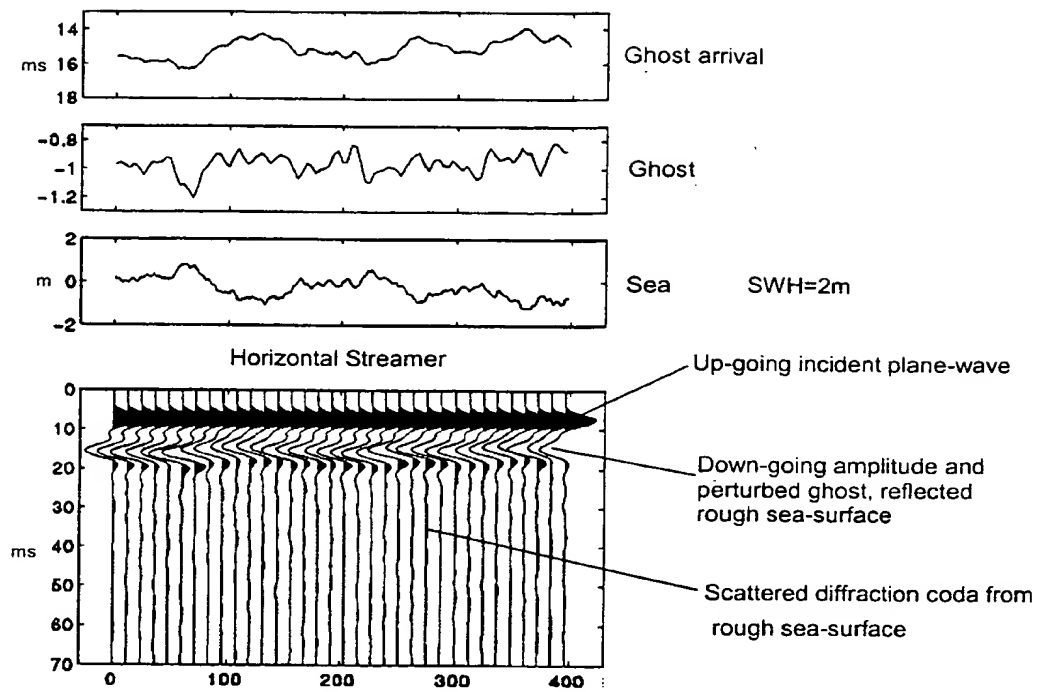 14
ms 16
18
Ghost arrival
-0.8
-1
-1.2
Ghost
2
m 0
-2
Sea SWH=2m
Horizontal Streamer
Up-going incident plane-wave
0
10
20
30
40
50
60
70
ms
Down-going amplitude and
perturbed ghost, reflected
rough sea-surface
Scattered diffraction coda from
rough sea-surface
0 100 200 300 400